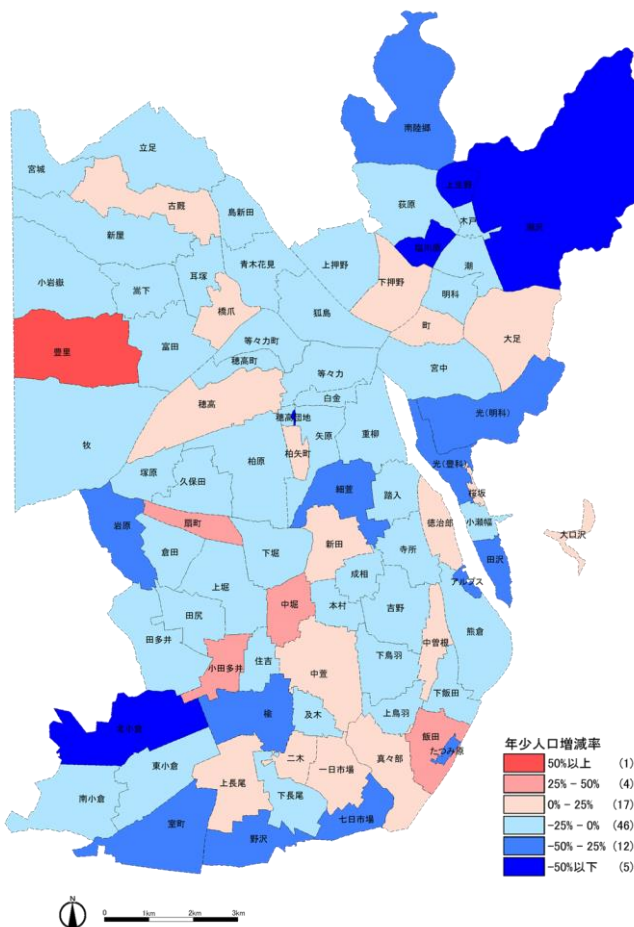 南陸郷
立足
宮城
荻原
木戸
古厩
島新田
新屋
潮
青木花見
上押野
下押野
小岩嶽
嵩下
耳塚
明科
狐島
橋爪
町
大足
等々力町
豊里
富田
穂高町
宮中
等々力
穂高
白金
光(明科)
穂高団地
矢原
重柳
牧
柏原
柏矢町
塚原
光(豊科)
久保田
細萱
踏入
桜坂
岩原
扇町
徳治郎
小瀬幅
大口沢
新田
倉田
下堀
寺所
田沢
成相
アルプス
上堀
中堀
本村
吉野
田尻
熊倉
田多井
中曽根
小田多井
住吉
中萱
下鳥羽
下飯田
楡
及木
上鳥羽
飯田
たつみ原
東小倉
二木
真々部
上長尾
一日市場
南小倉
下長尾
室町
七日市場
野沢
年少人口増減率
50%以上 (1)
25% - 50% (4)
0% - 25% (17)
-25% - 0% (46)
-50% - 25% (12)
-50%以下 (5)
N
0 1km 2km 3km